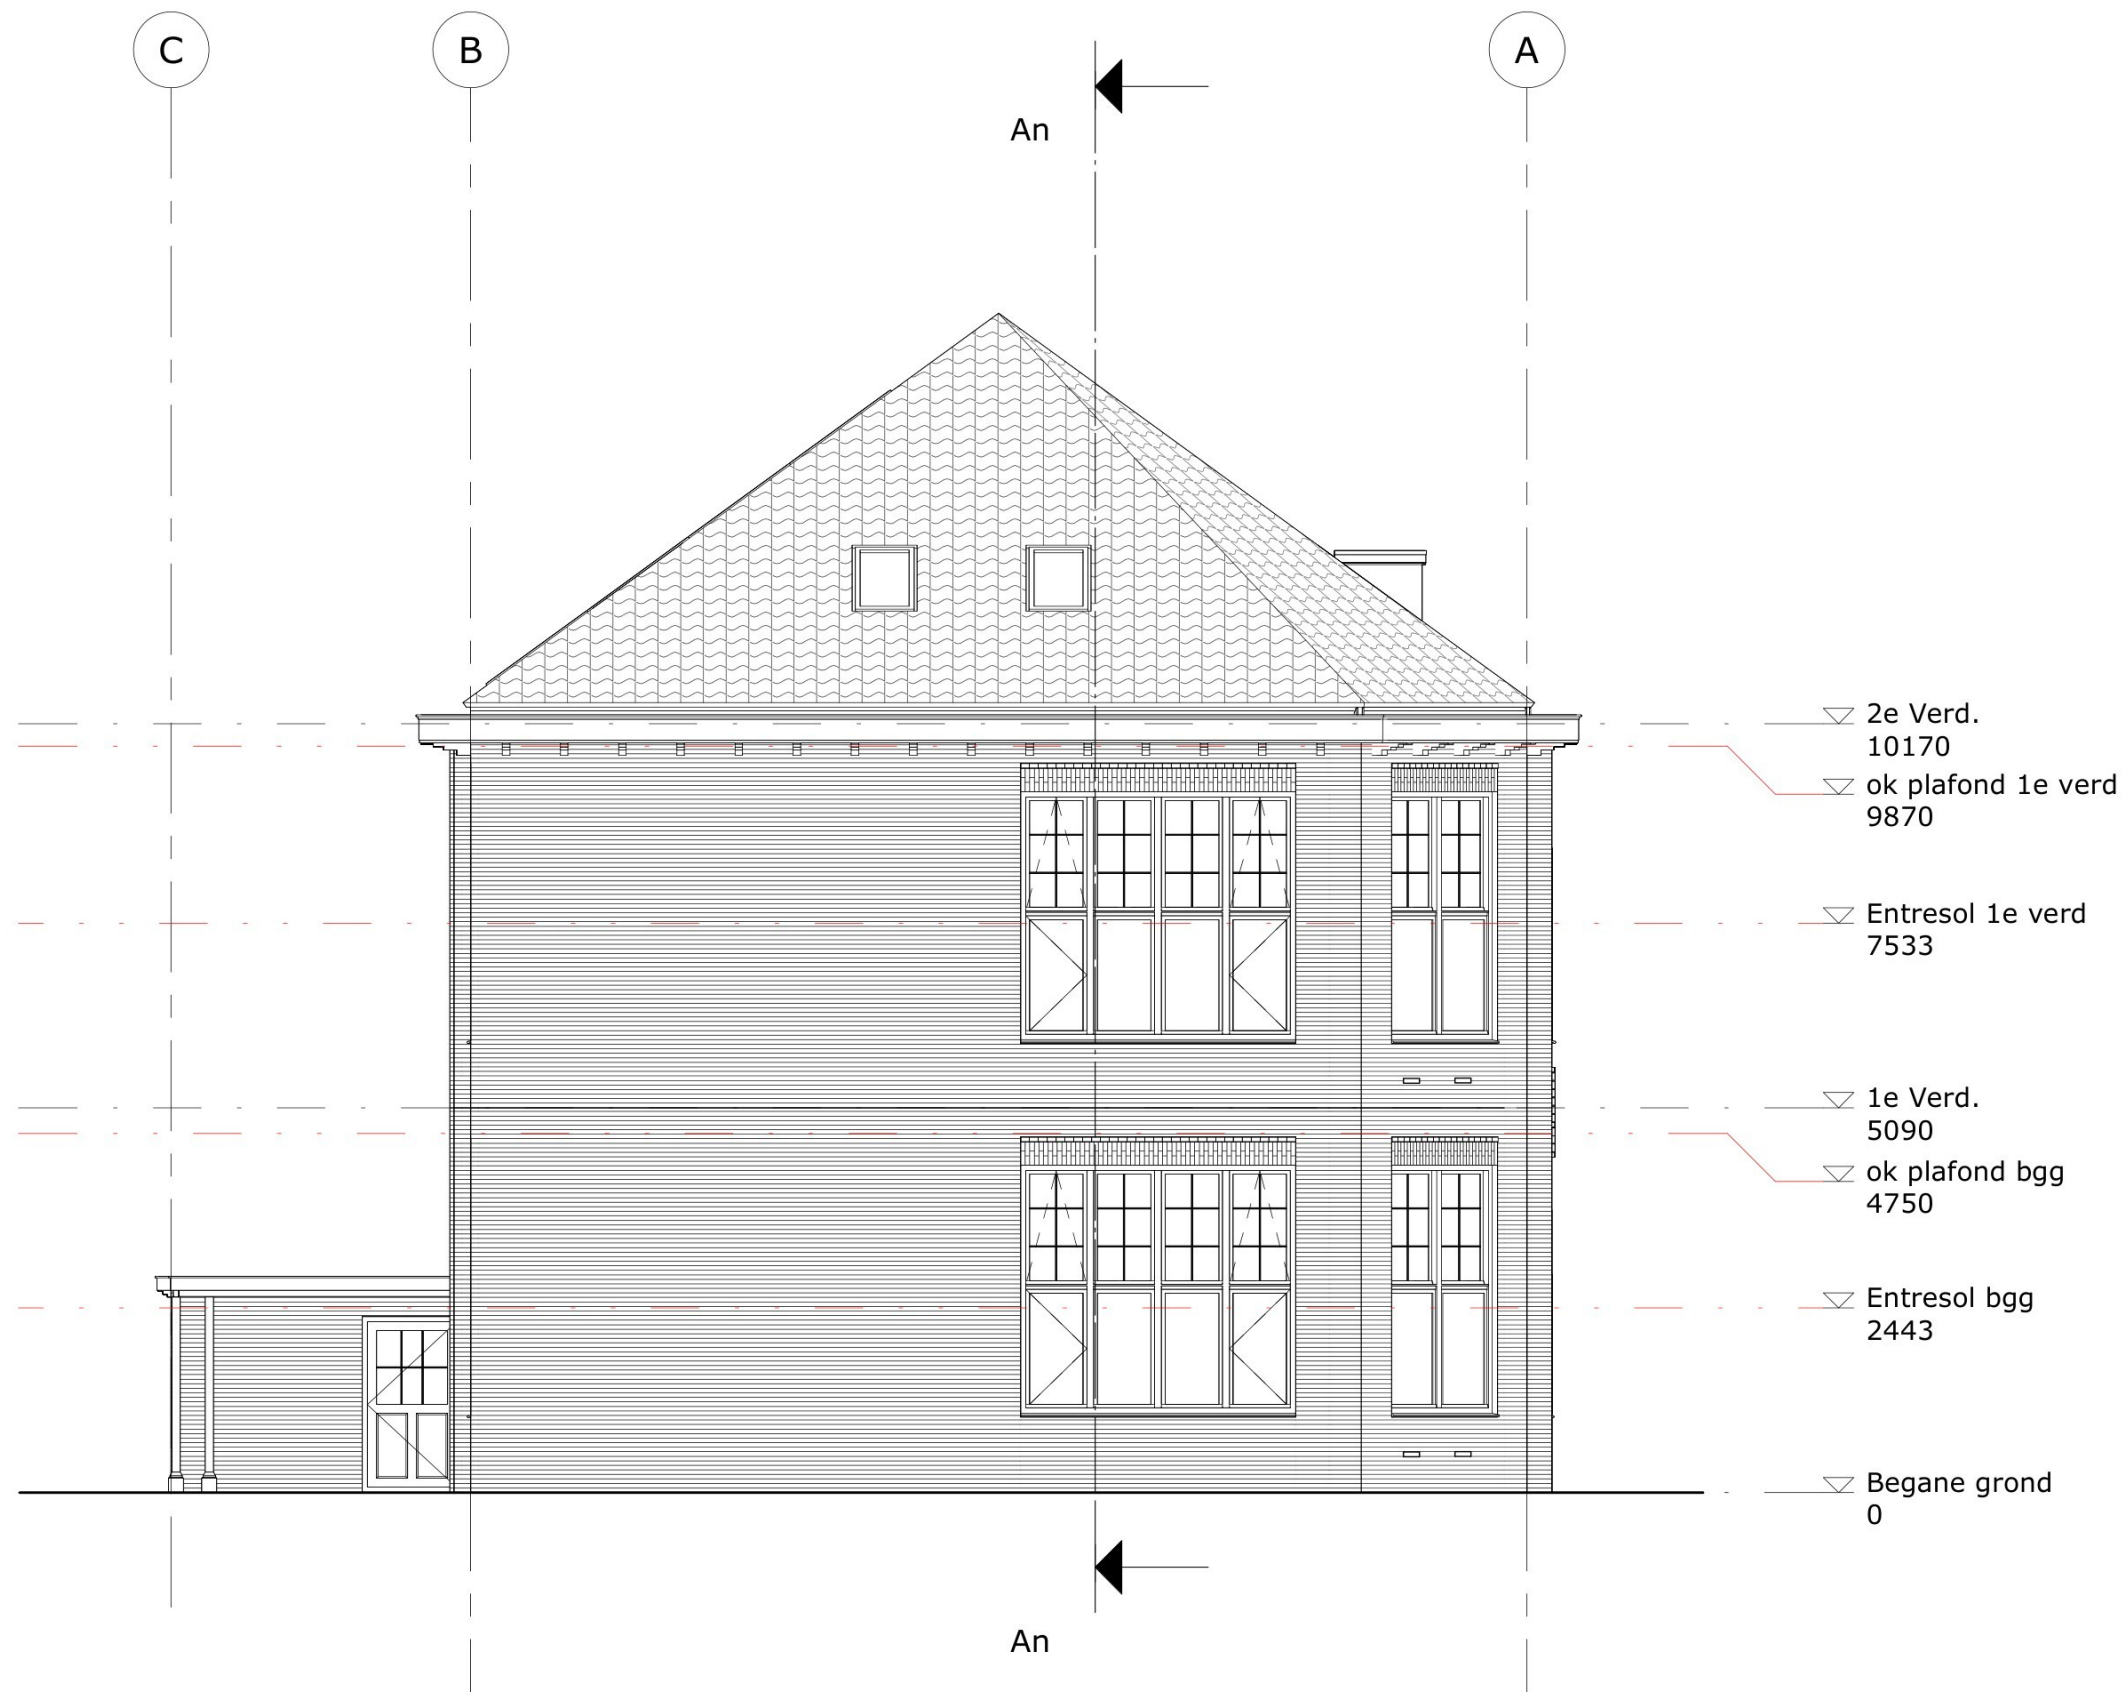 C
B
A
An
2e Verd.
10170
ok plafond 1e verd
9870
Entresol 1e verd
7533
1e Verd.
5090
ok plafond bgg
4750
Entresol bgg
2443
Begane grond
0
An